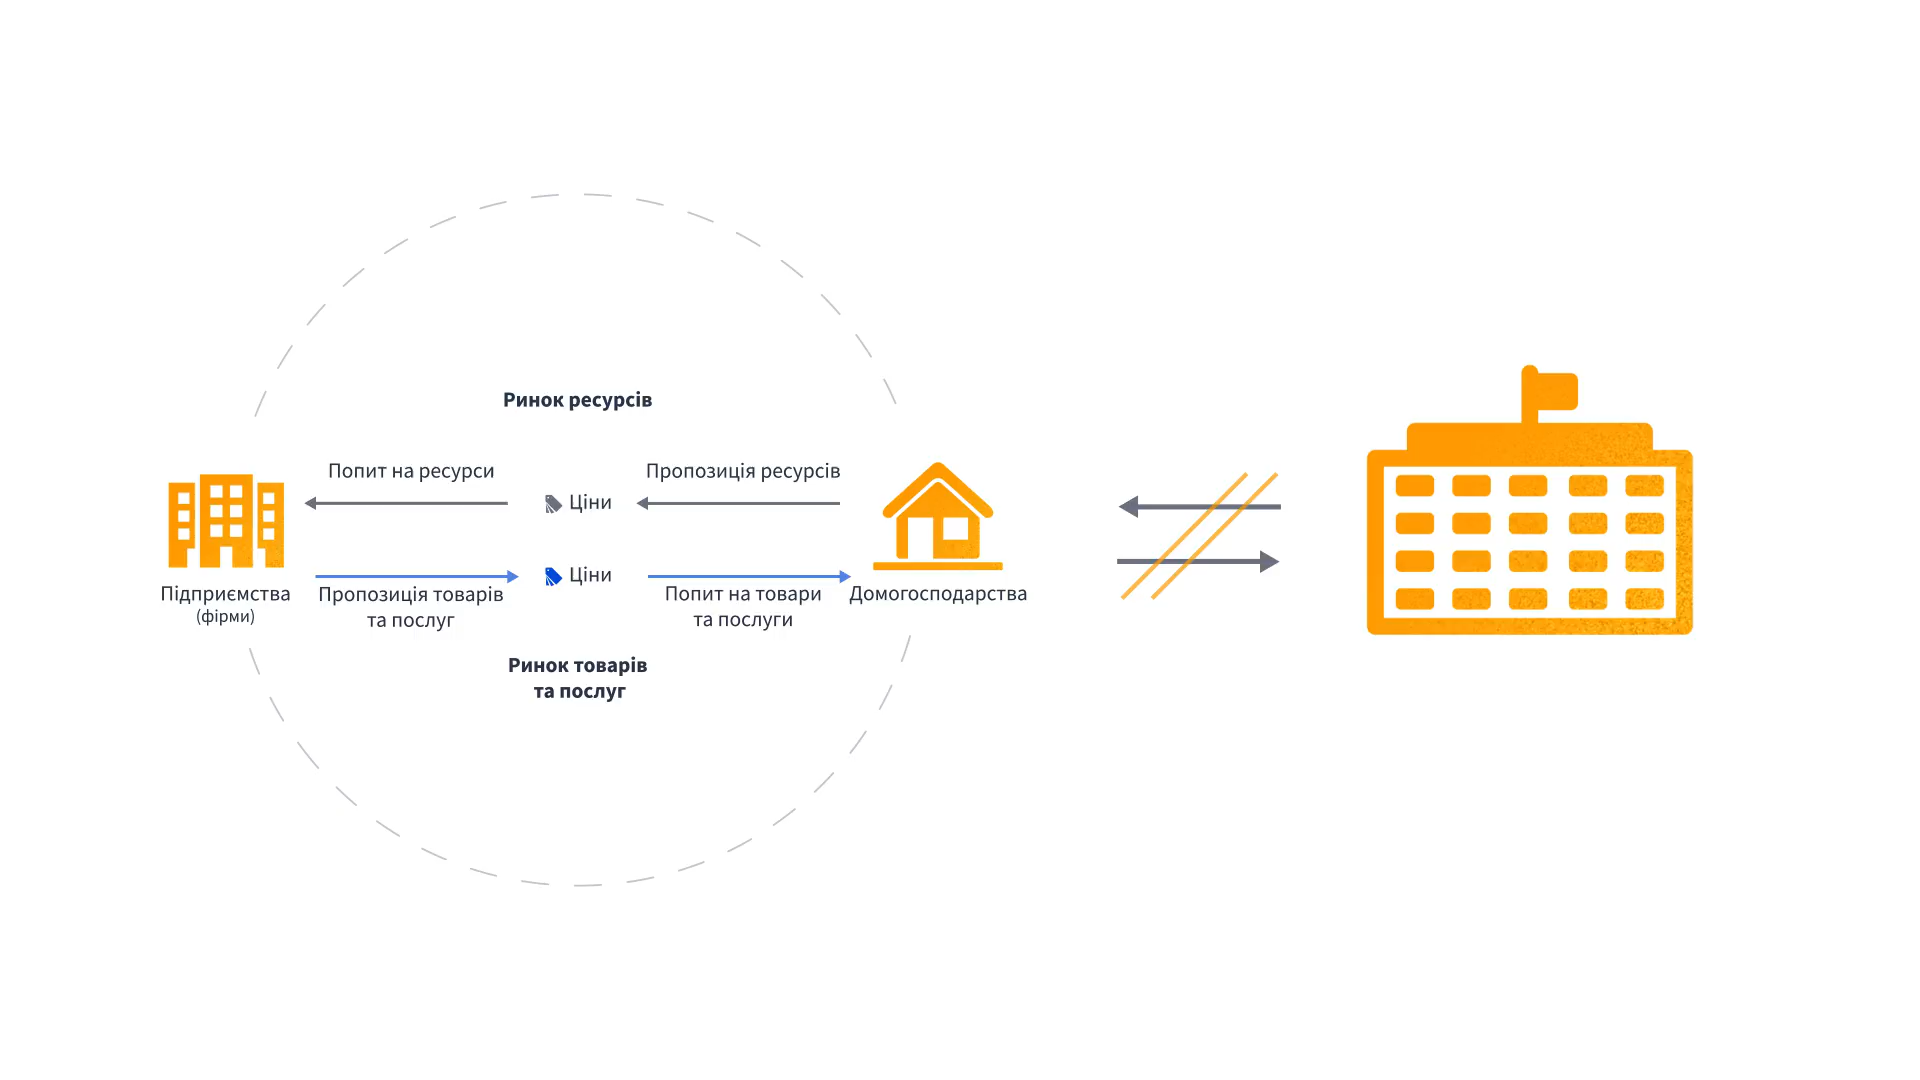 Ринок ресурсів
Попит на ресурси
Пропозиція ресурсів
Ціни
Ціни
Підприємства
(фірми)
Пропозиція товарів
та послуг
Попит на товари
та послуги
Домогосподарства
Ринок товарів
та послуг